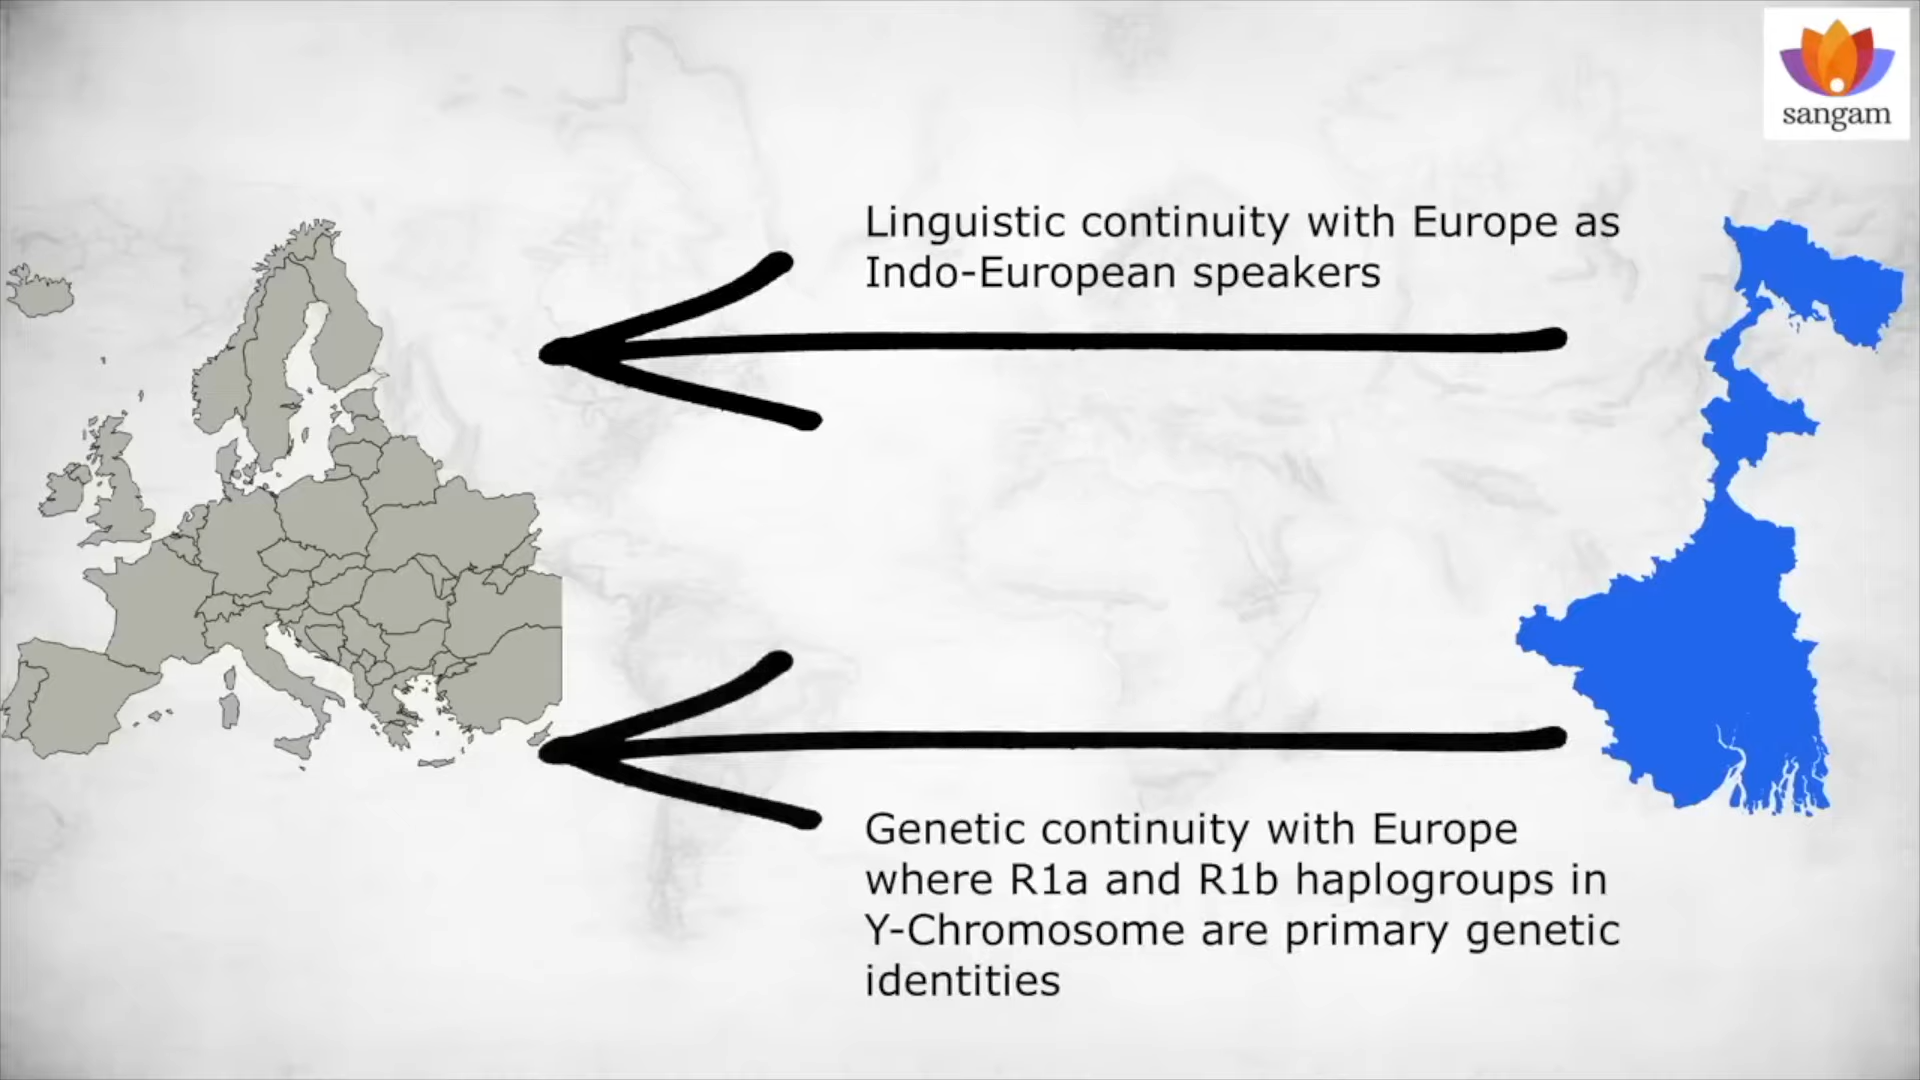 sangam
Linguistic continuity with Europe as
Indo-European speakers
Genetic continuity with Europe
where R1a and R1b haplogroups in
Y-Chromosome are primary genetic
identities